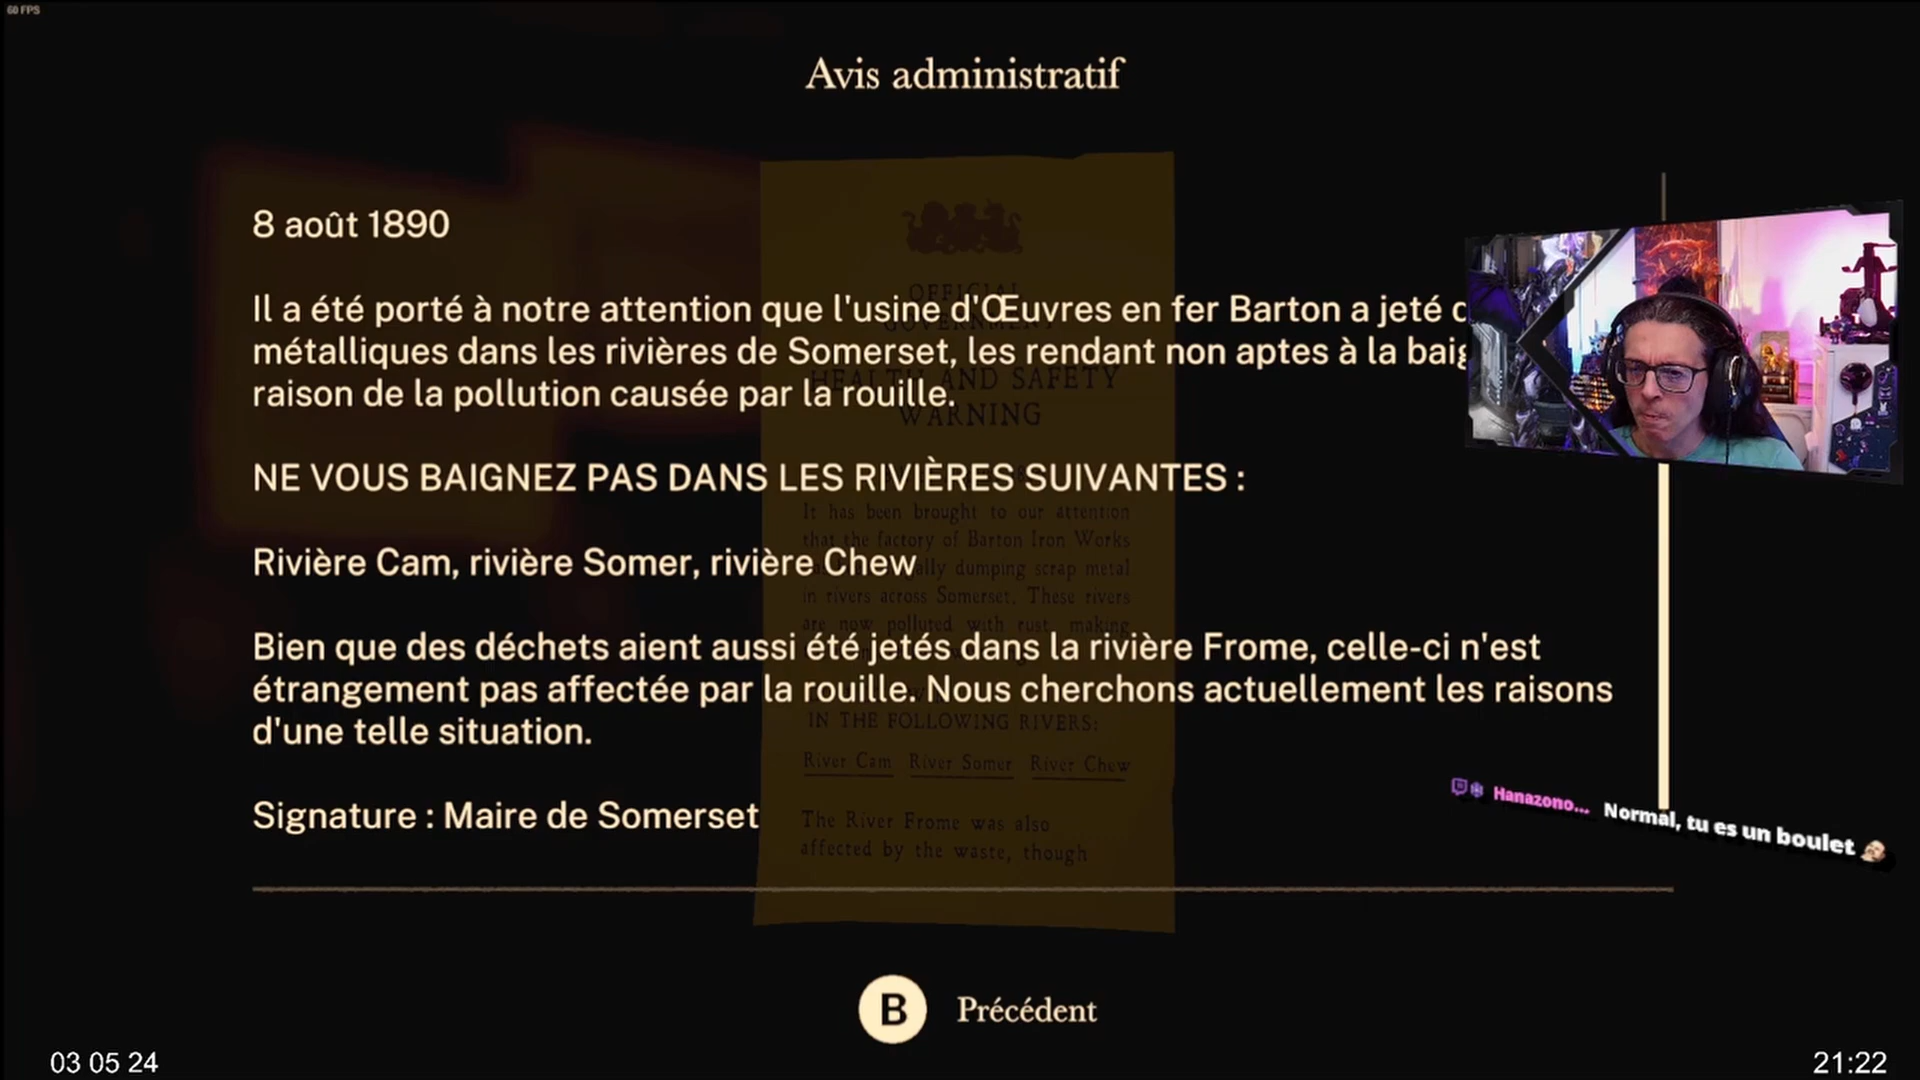 60 FPS
Avis administratif
8 août 1890
Il a été porté à notre attention que l'usine d'Œuvres en fer Barton a jeté
métalliques dans les rivières de Somerset, les rendant non aptes à la
raison de la pollution causée par la rouille.
NE VOUS BAIGNEZ PAS DANS LES RIVIÈRES SUIVANTES :
Rivière Cam, rivière Somer, rivière Chew
Bien que des déchets aient aussi été jetés dans la rivière Frome, celle-ci n'est
étrangement pas affectée par la rouille. Nous cherchons actuellement les raisons
d'une telle situation.
Signature : Maire de Somerset
OFFICIAL
GOVERNMENT
HEALTH AND SAFETY
WARNING
It has been brought to our attention
that the factory of Barton Iron Works
dumping scrap metal
in rivers across Somerset. These rivers
are now polluted with rust, making
IN THE FOLLOWING RIVERS:
River Cam River Somer River Chew
The River Frome was also
affected by the waste, though
Hanazono... Normal, tu es un boulet
B Précédent
03 05 24
21:22